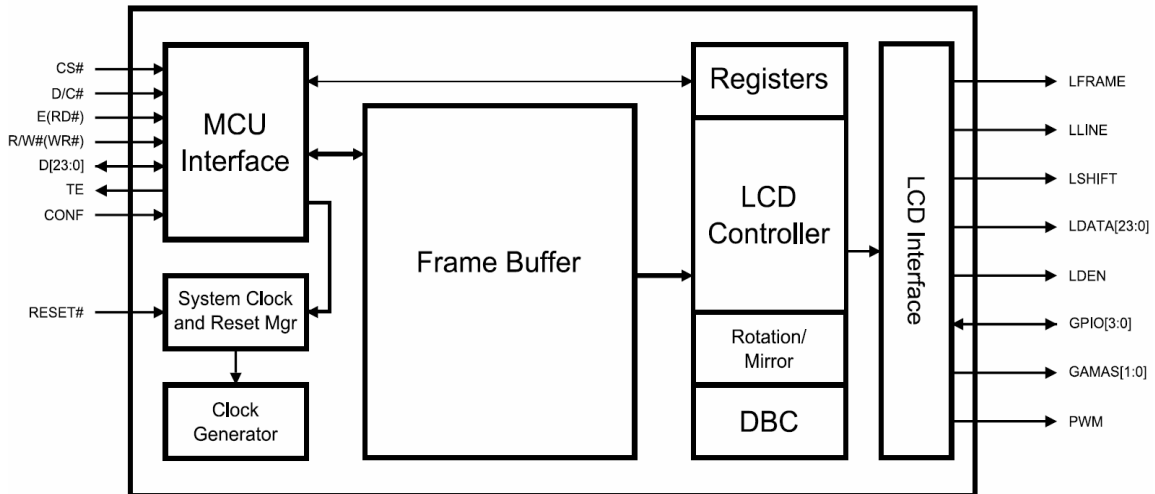 CS#
D/C#
E(RD#)
R/W#(WR#)
D[23:0]
TE
CONF
RESET#
MCU
Interface
System Clock
and Reset Mgr
Clock
Generator
Frame Buffer
Registers
LCD
Controller
Rotation/
Mirror
DBC
LCD Interface
LFRAME
LLINE
LSHIFT
LDATA[23:0]
LDEN
GPIO[3:0]
GAMAS[1:0]
PWM